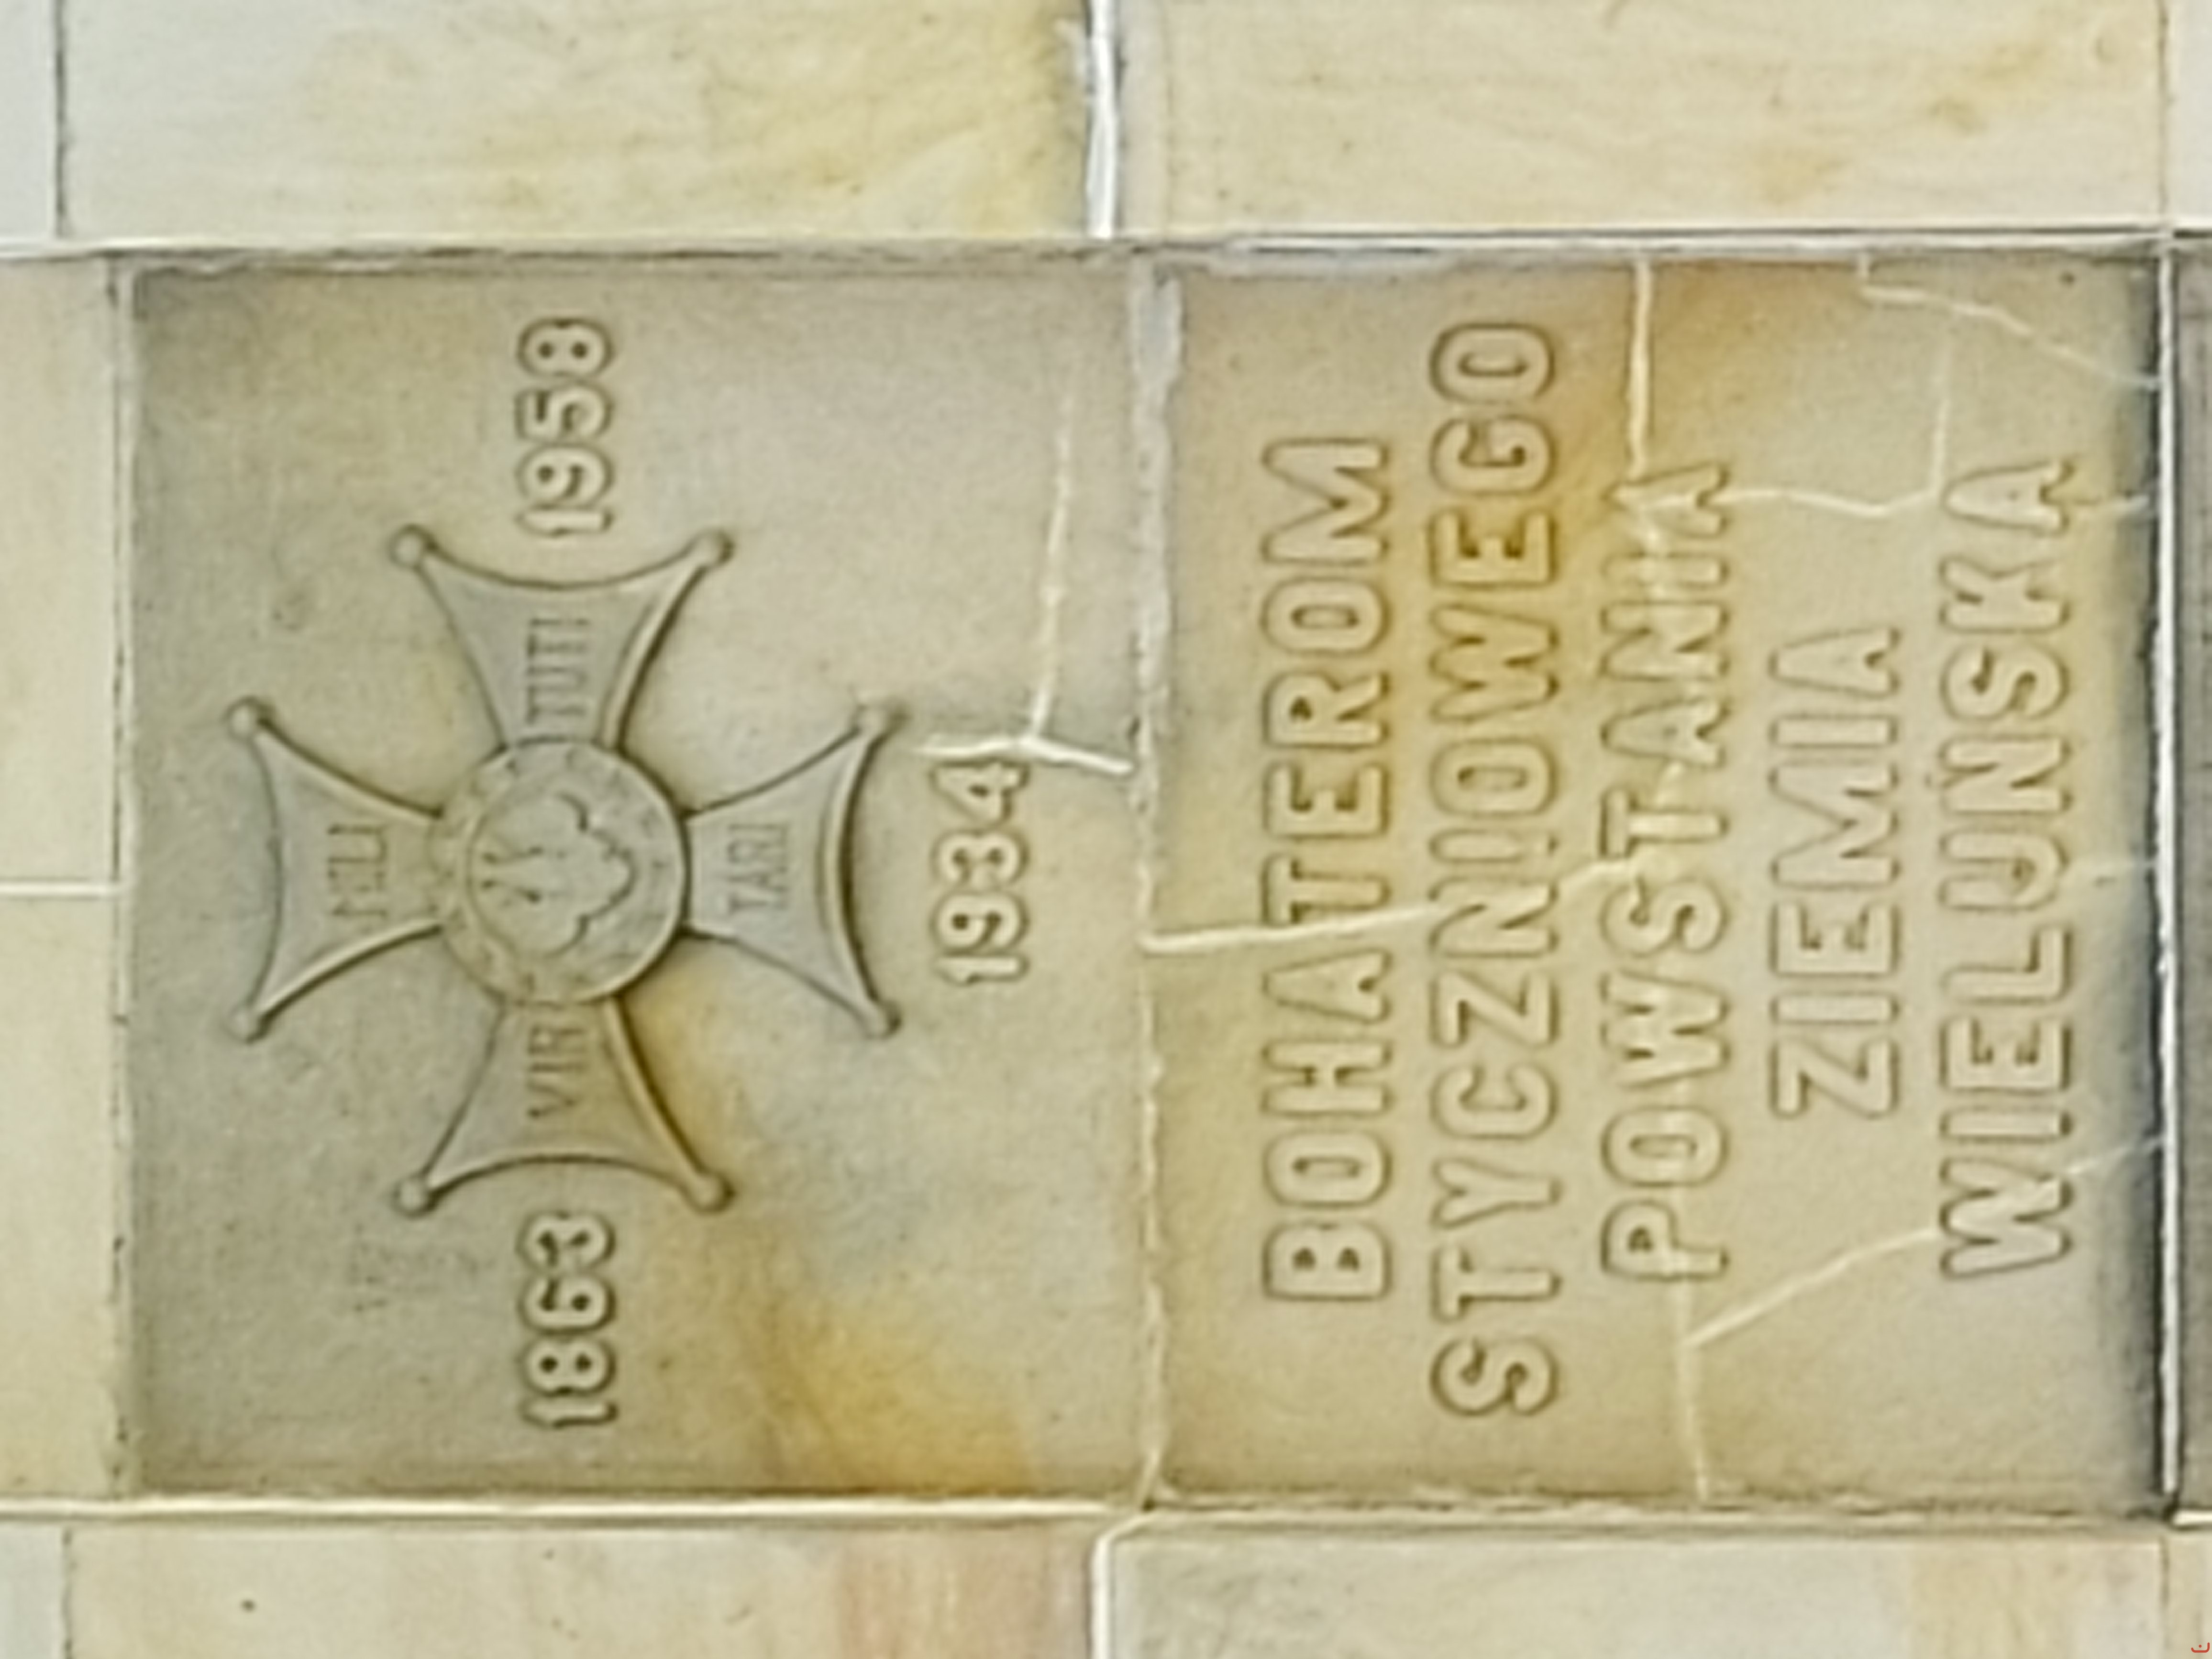 MILI
1863 VIR TUTI 1958
TARI
1934
BOHATEROM
STYCZNIOWEGO
POWSTANIA
ZIEMIA
WIELUŃSKA